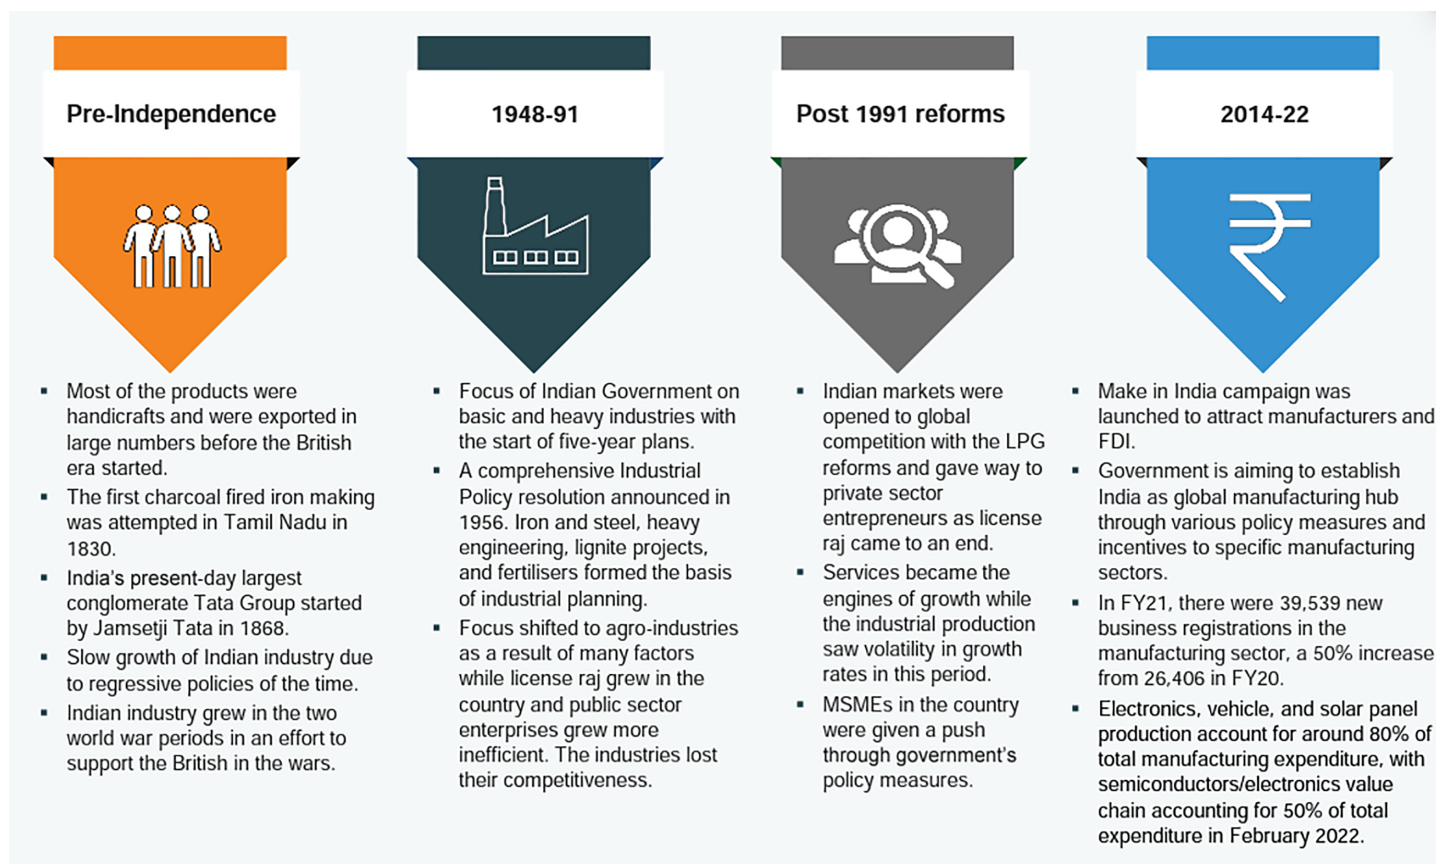 Pre-Independence
Most of the products were
handicrafts and were exported in
large numbers before the British
era started.
The first charcoal fired iron making
was attempted in Tamil Nadu in
1830.
India's present-day largest
conglomerate Tata Group started
by Jamsetji Tata in 1868.
Slow growth of Indian industry due
to regressive policies of the time.
Indian industry grew in the two
world war periods in an effort to
support the British in the wars.
1948-91
Focus of Indian Government on
basic and heavy industries with
the start of five-year plans.
A comprehensive Industrial
Policy resolution announced in
1956. Iron and steel, heavy
engineering, lignite projects,
and fertilisers formed the basis
of industrial planning.
Focus shifted to agro-industries
as a result of many factors
while license raj grew in the
country and public sector
enterprises grew more
inefficient. The industries lost
their competitiveness.
Post 1991 reforms
Indian markets were
opened to global
competition with the LPG
reforms and gave way to
private sector
entrepreneurs as license
raj came to an end.
Services became the
engines of growth while
the industrial production
saw volatility in growth
rates in this period.
MSMEs in the country
were given a push
through government's
policy measures.
2014-22
₹
Make in India campaign was
launched to attract manufacturers and
FDI.
Government is aiming to establish
India as global manufacturing hub
through various policy measures and
incentives to specific manufacturing
sectors.
In FY21, there were 39,539 new
business registrations in the
manufacturing sector, a 50% increase
from 26,406 in FY20.
Electronics, vehicle, and solar panel
production account for around 80% of
total manufacturing expenditure, with
semiconductors/electronics value
chain accounting for 50% of total
expenditure in February 2022.